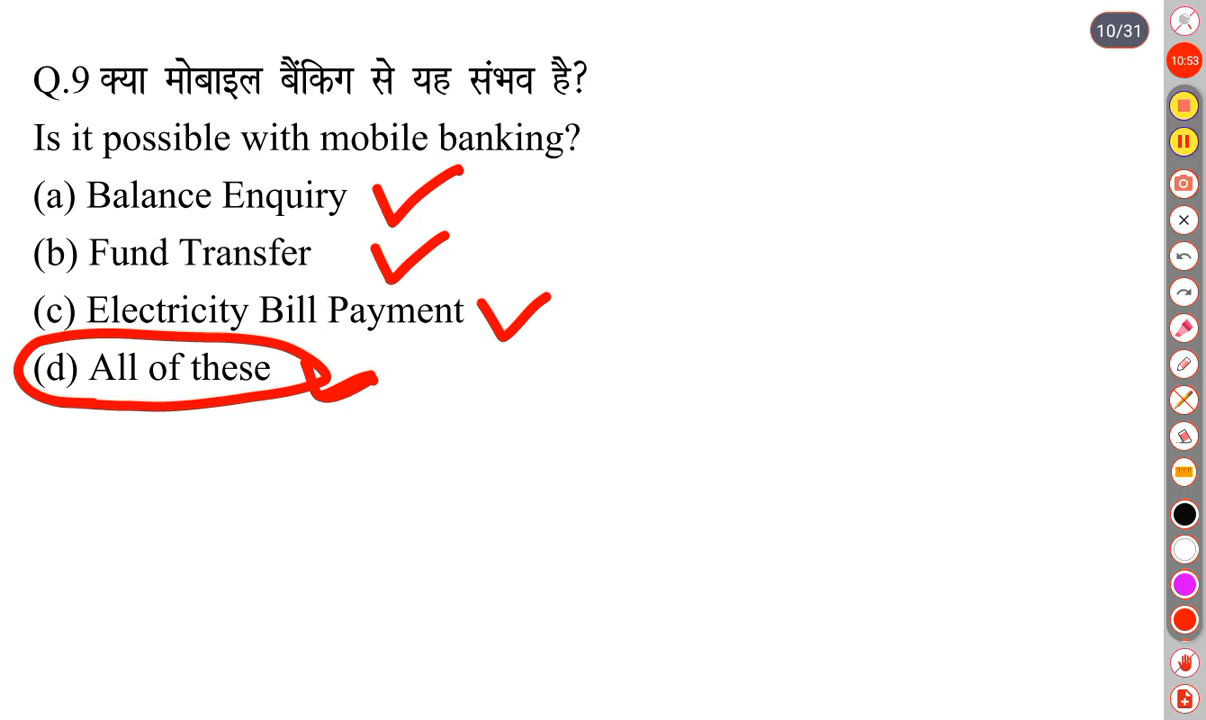 10/31
10:53
Q.9 क्या मोबाइल बैंकिग से यह संभव है?
Is it possible with mobile banking?
(a) Balance Enquiry
(b) Fund Transfer
(c) Electricity Bill Payment
(d) All of these